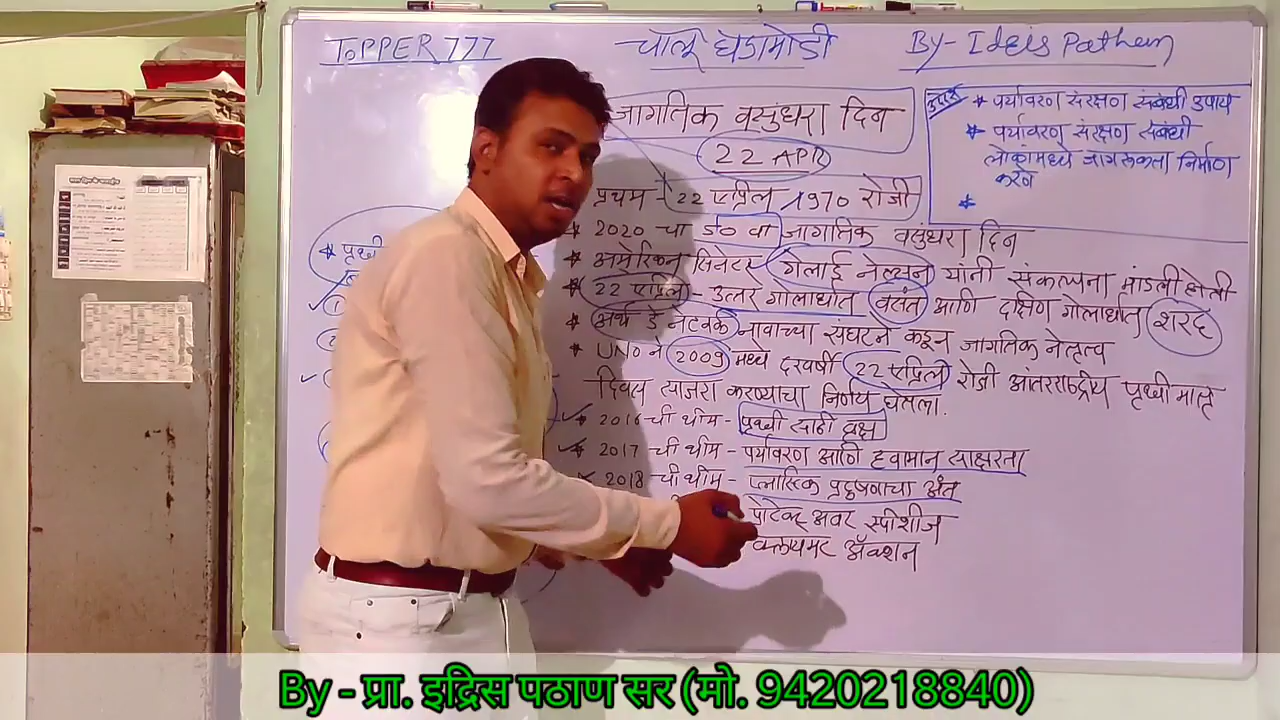 TOPPER 777
चालू घडामोडी
By- Idris Pathan
जागतिक वसुंधरा दिन
22 APR
प्रथम - 22 एप्रिल 1970 रोजी
* 2020 चा 50 वा जागतिक वसुंधरा दिन
* अमेरिकन सिनेटर गेलार्ड नेल्सन यांनी संकल्पना मांडली होती
* 22 एप्रिल - उत्तर गोलार्धात वसंत आणि दक्षिण गोलार्धात शरद
* अर्थ डे नेटवर्क नावाच्या संघटने कडून जागतिक नेतृत्व
* UNO ने 2009 मध्ये दरवर्षी 22 एप्रिल रोजी आंतरराष्ट्रीय पृथ्वी मातृ
दिवस साजरा करण्याचा निर्णय घेतला.
* 2016 ची थीम - पृथ्वी साठी वृक्ष
* 2017 ची थीम - पर्यावरण आणि हवामान साक्षरता
* 2018 ची थीम - प्लास्टिक प्रदुषणाचा अंत
प्रोटेक्ट अवर स्पीशीज
क्लायमेट ॲक्शन
* पर्यावरण संरक्षण संबंधी उपाय
* पर्यावरण संरक्षण संबंधी
लोकांमध्ये जागरूकता निर्माण
करणे
*
* पृथ्वी
By - प्रा. इद्रिस पठाण सर (मो. 9420218840)